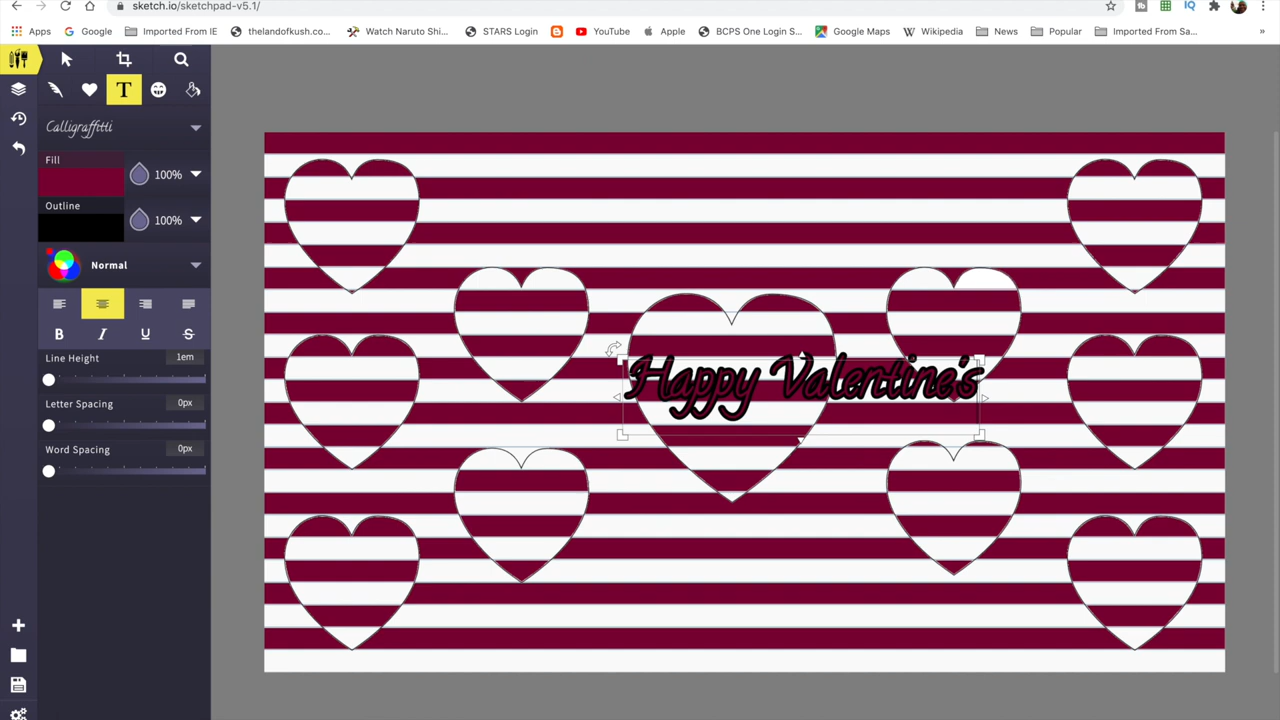 sketch.io/sketchpad-v5.1/
Apps
Google
Imported From IE
thelandofkush.co...
Watch Naruto Shi...
STARS Login
YouTube
Apple
BCPS One Login S...
Google Maps
Wikipedia
News
Popular
Imported From Sa...
»
T
Calligraffitti
Fill
100%
Outline
100%
Normal
B I U S
Line Height 1em
Letter Spacing 0px
Word Spacing 0px
Happy Valentine's